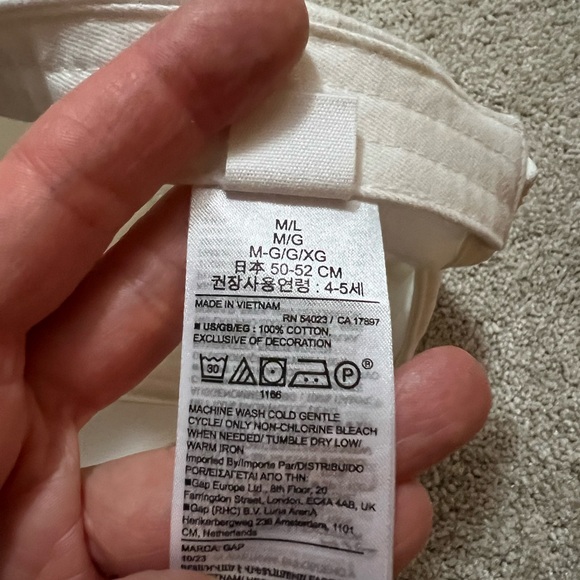 M/L
M/G
M-G/G/XG
日本 50-52 CM
권장사용연령 : 4-5세
MADE IN VIETNAM
RN 54023 / CA 17897
■ US/GB/EG : 100% COTTON,
EXCLUSIVE OF DECORATION
30 P ®
1166
MACHINE WASH COLD GENTLE
CYCLE/ ONLY NON-CHLORINE BLEACH
WHEN NEEDED/ TUMBLE DRY LOW/
WARM IRON
Imported By/Importe Par/DISTRIBUIDO
POR/ΕΙΣΑΓΕΤΑΙ ΑΠΟ ΤΗΝ:
■Gap Europe Ltd., 8th Floor, 20
Farringdon Street, London, EC4A 4AB, UK
■Gap (RHC) B.V. Luna ArenA
Herikerbergweg 238 Amsterdam, 1101
CM, Netherlands
MARCA: GAP
10/23